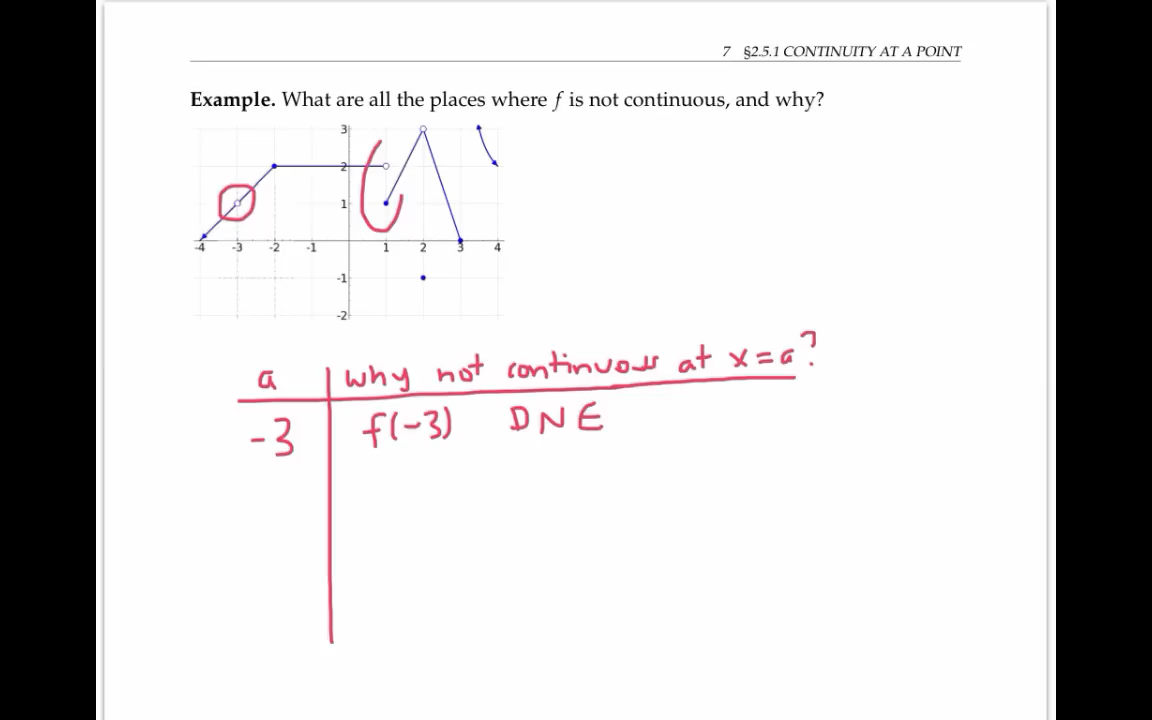 7 §2.5.1 CONTINUITY AT A POINT
Example. What are all the places where f is not continuous, and why?
3
2
1
-4 -3 -2 -1 1 2 3 4
-1
-2
a why not continuous at x=a?
-3 f(-3) DNE